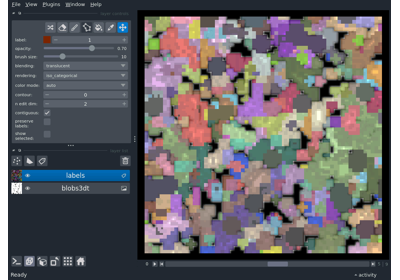 File View Plugins Window Help
label: 1
opacity: 0.70
brush size: 10
blending: translucent
rendering: iso_categorical
color mode: auto
contour: 0
n edit dim: 2
contiguous:
preserve
labels:
show
selected:
labels
blobs3dt
Ready
activity